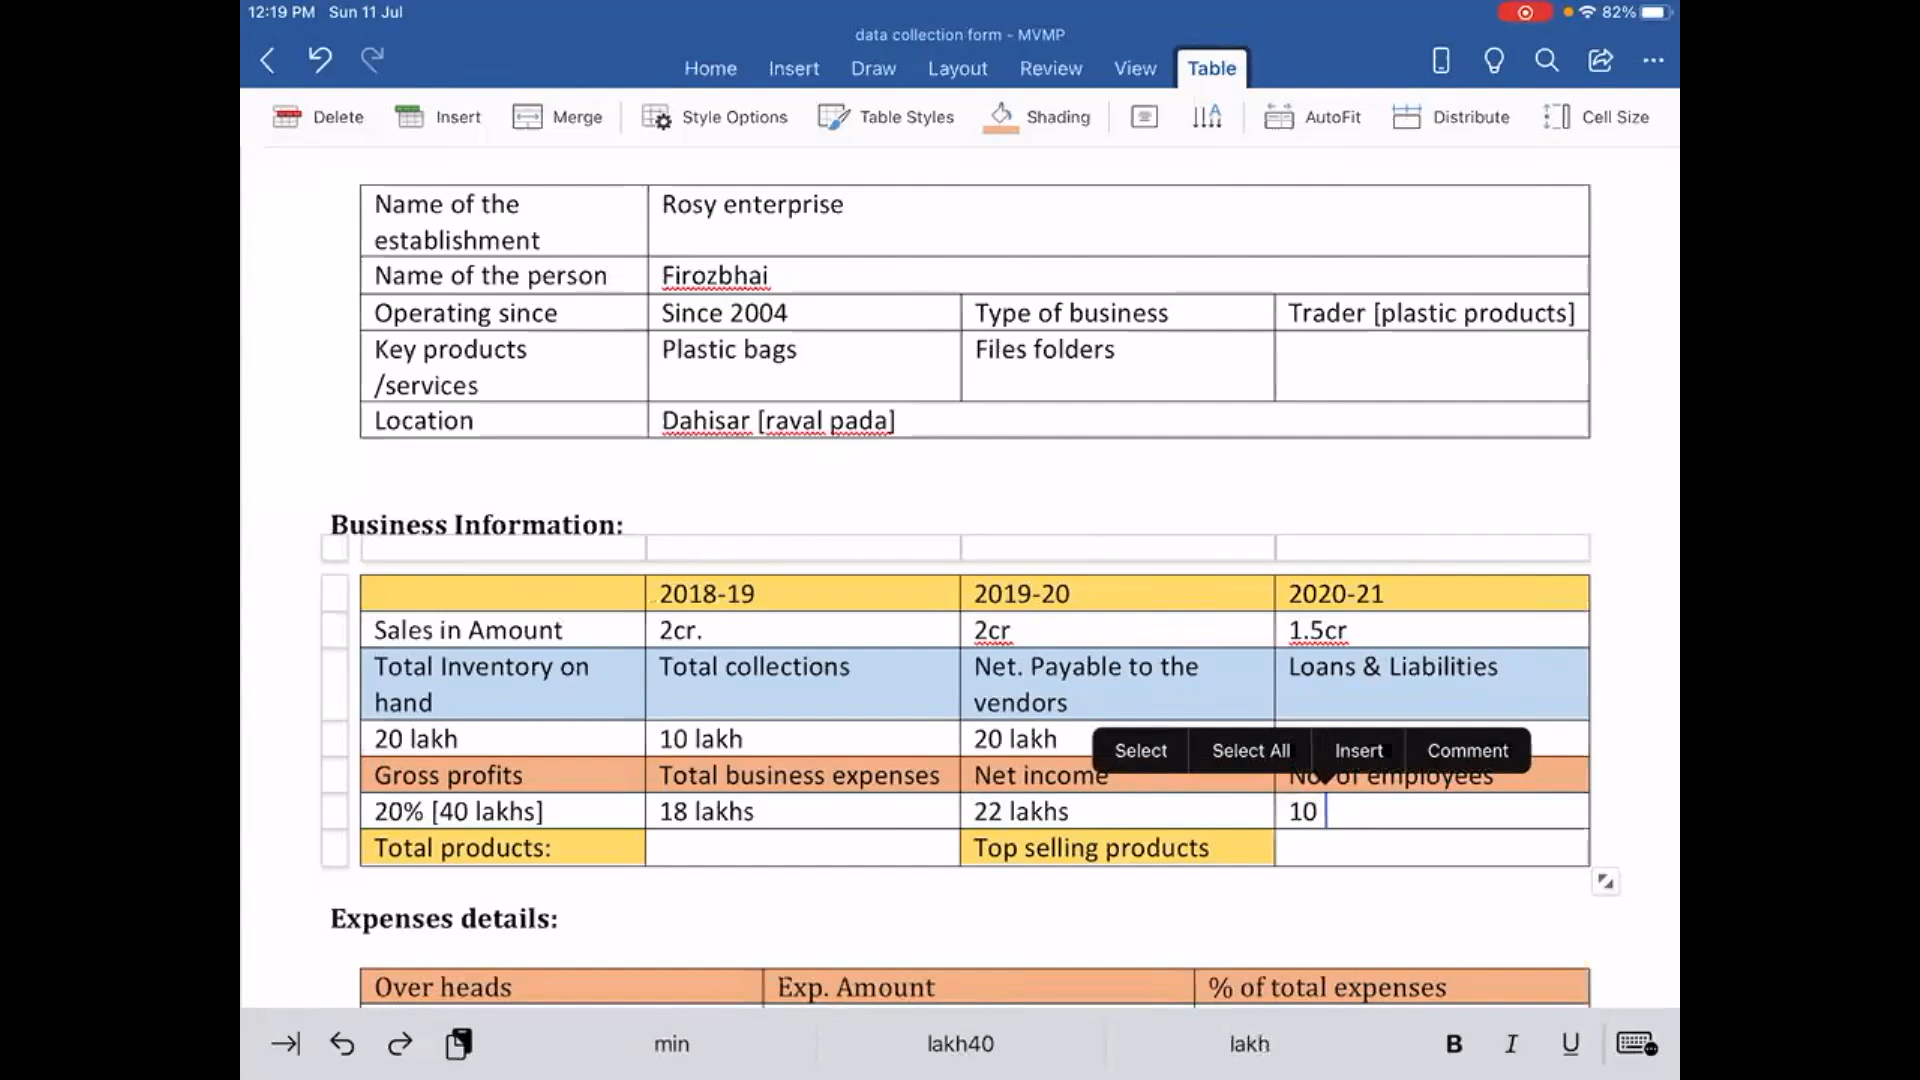 12:19 PM Sun 11 Jul 82%
data collection form - MVMP
Home Insert Draw Layout Review View Table
Delete Insert Merge Style Options Table Styles Shading AutoFit Distribute Cell Size
Name of the
establishment
Rosy enterprise
Name of the person Firozbhai
Operating since Since 2004 Type of business Trader [plastic products]
Key products
/services
Plastic bags Files folders
Location Dahisar [raval pada]
Business Information:
2018-19 2019-20 2020-21
Sales in Amount 2cr. 2cr 1.5cr
Total Inventory on
hand
Total collections
Net. Payable to the
vendors
Loans & Liabilities
20 lakh 10 lakh 20 lakh
Select Select All Insert Comment
Gross profits Total business expenses Net income No. of employees
20% [40 lakhs] 18 lakhs 22 lakhs 10
Total products: Top selling products
Expenses details:
Over heads Exp. Amount % of total expenses
min lakh40 lakh B I U